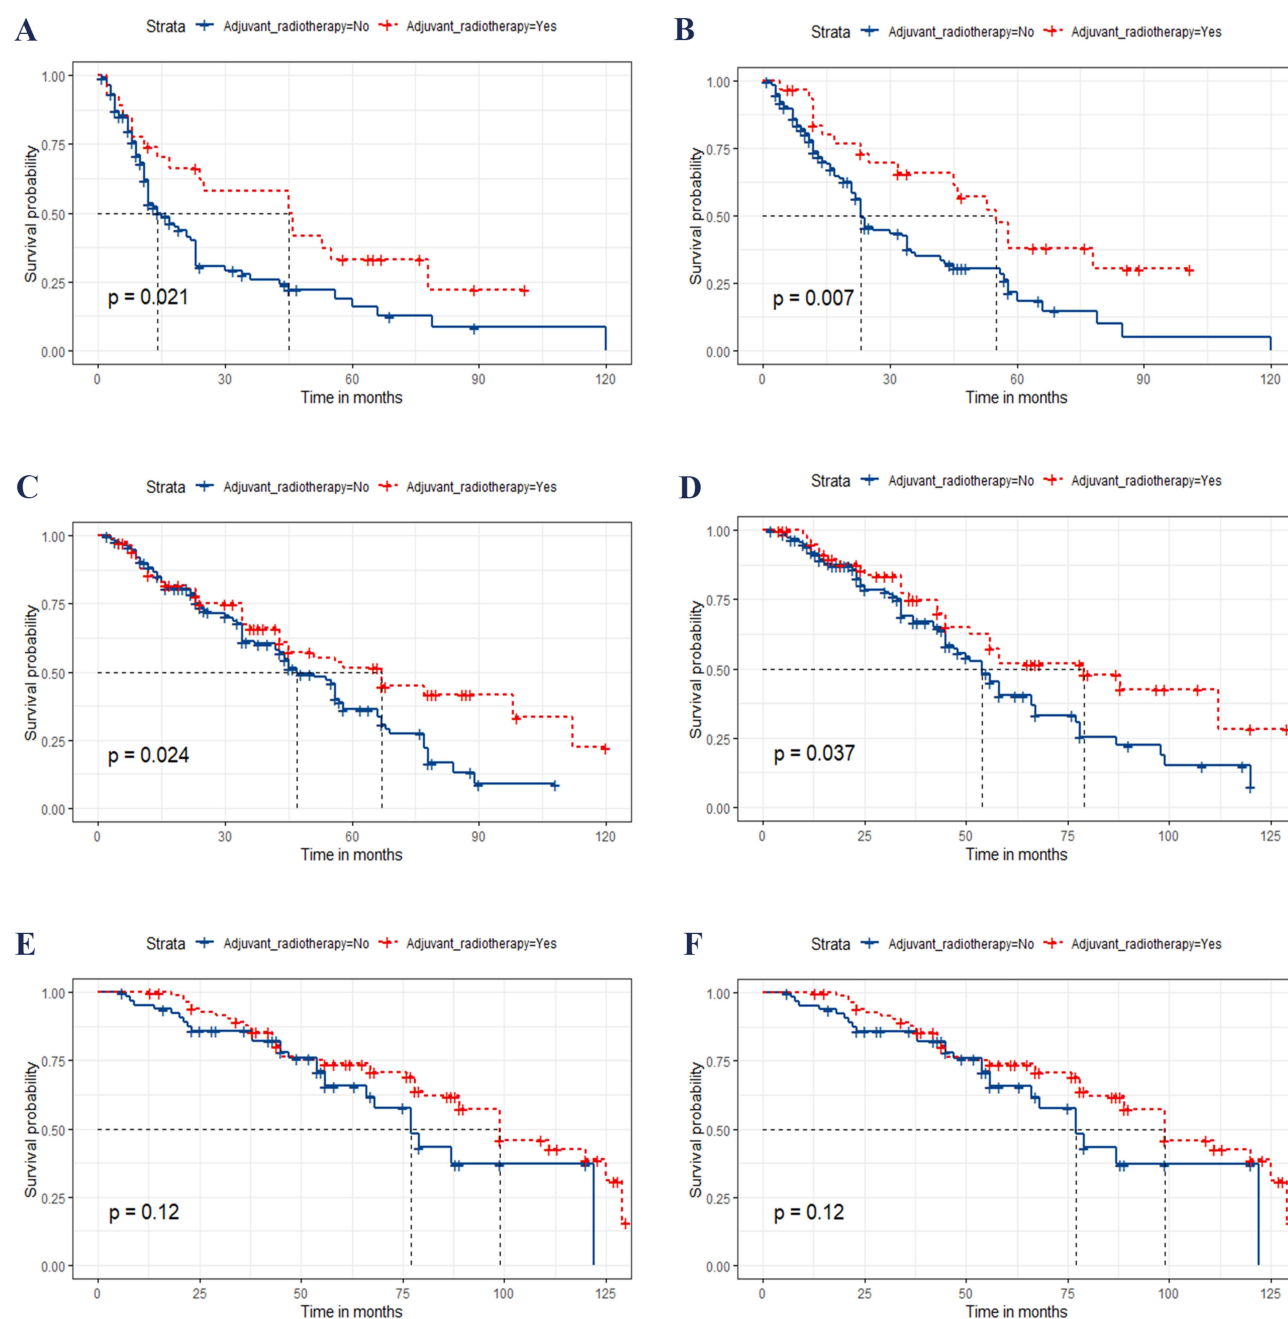 A
Strata Adjuvant_radiotherapy=No Adjuvant_radiotherapy=Yes
1.00
0.75
0.50
0.25
0.00
Survival probability
p = 0.021
0 30 60 90 120
Time in months
B
Strata Adjuvant_radiotherapy=No Adjuvant_radiotherapy=Yes
1.00
0.75
0.50
0.25
0.00
Survival probability
p = 0.007
0 30 60 90 120
Time in months
C
Strata Adjuvant_radiotherapy=No Adjuvant_radiotherapy=Yes
1.00
0.75
0.50
0.25
0.00
Survival probability
p = 0.024
0 30 60 90 120
Time in months
D
Strata Adjuvant_radiotherapy=No Adjuvant_radiotherapy=Yes
1.00
0.75
0.50
0.25
0.00
Survival probability
p = 0.037
0 25 50 75 100 125
Time in months
E
Strata Adjuvant_radiotherapy=No Adjuvant_radiotherapy=Yes
1.00
0.75
0.50
0.25
0.00
Survival probability
p = 0.12
0 25 50 75 100 125
Time in months
F
Strata Adjuvant_radiotherapy=No Adjuvant_radiotherapy=Yes
1.00
0.75
0.50
0.25
0.00
Survival probability
p = 0.12
0 25 50 75 100 125
Time in months